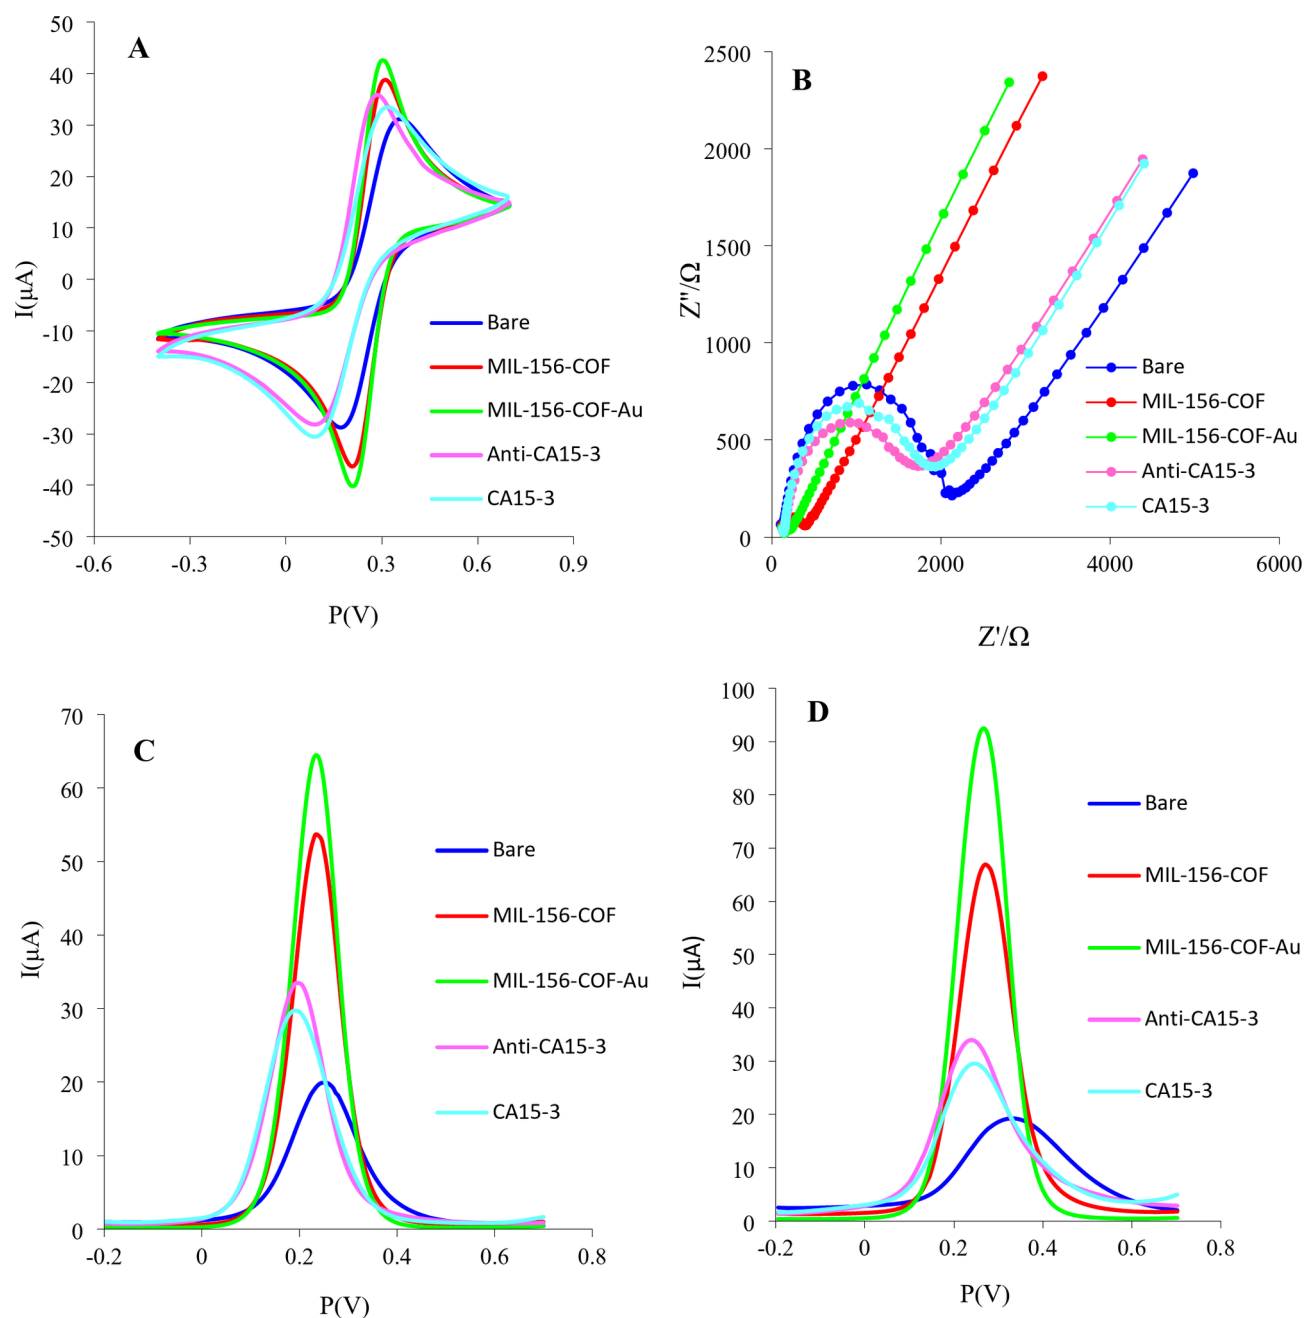 A
I(μA)
50
40
30
20
10
0
-10
-20
-30
-40
-50
-0.6
-0.3
0
0.3
0.6
0.9
P(V)
Bare
MIL-156-COF
MIL-156-COF-Au
Anti-CA15-3
CA15-3
B
Z"/Ω
2500
2000
1500
1000
500
0
0
2000
4000
6000
Z'/Ω
Bare
MIL-156-COF
MIL-156-COF-Au
Anti-CA15-3
CA15-3
C
I(μA)
70
60
50
40
30
20
10
0
-0.2
0
0.2
0.4
0.6
0.8
P(V)
Bare
MIL-156-COF
MIL-156-COF-Au
Anti-CA15-3
CA15-3
D
I(μA)
100
90
80
70
60
50
40
30
20
10
0
-0.2
0
0.2
0.4
0.6
0.8
P(V)
Bare
MIL-156-COF
MIL-156-COF-Au
Anti-CA15-3
CA15-3